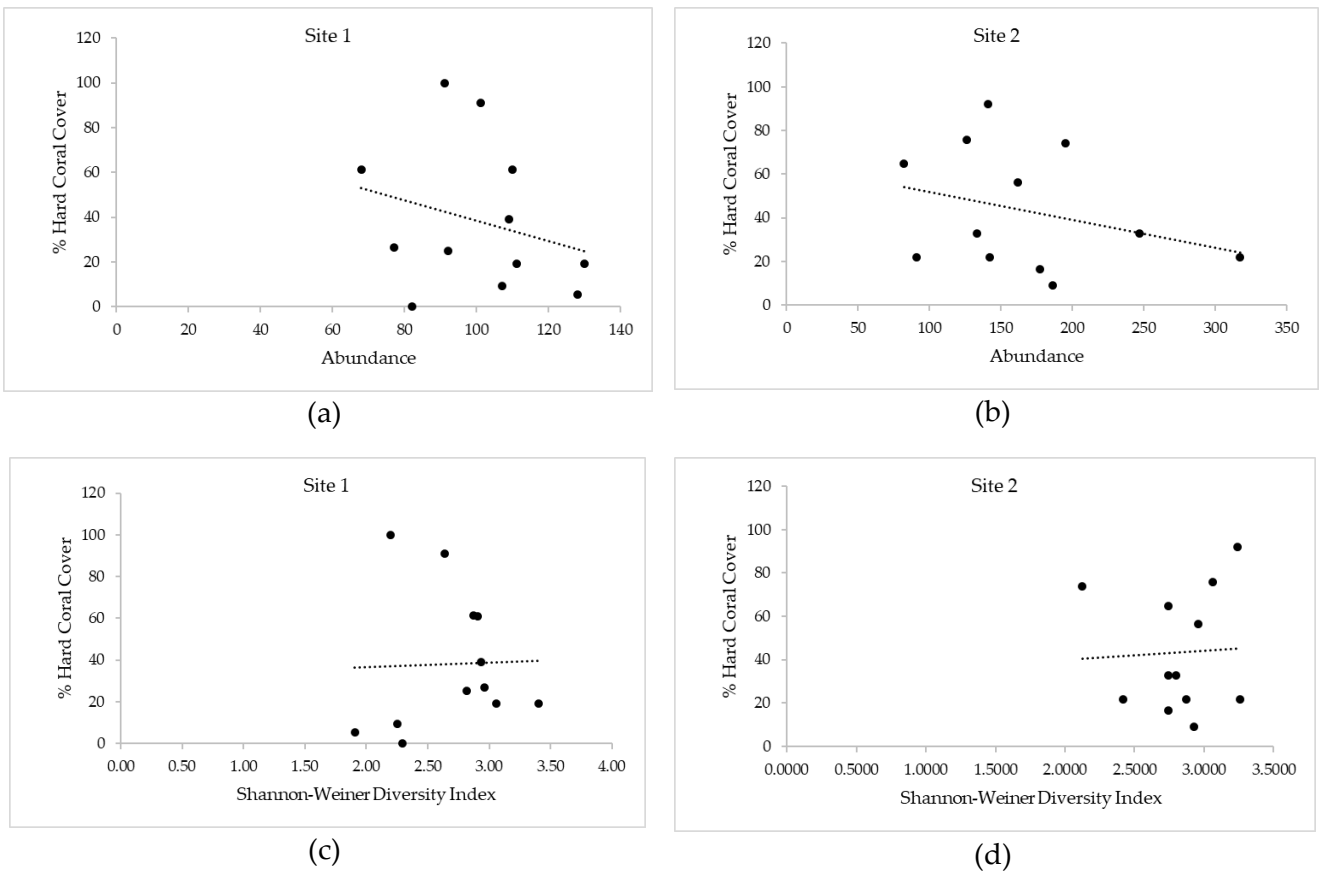 Site 1
120
100
80
60
40
20
0
% Hard Coral Cover
0 20 40 60 80 100 120 140
Abundance
(a)
Site 2
120
100
80
60
40
20
0
% Hard Coral Cover
0 50 100 150 200 250 300 350
Abundance
(b)
Site 1
120
100
80
60
40
20
0
% Hard Coral Cover
0.00 0.50 1.00 1.50 2.00 2.50 3.00 3.50 4.00
Shannon-Weiner Diversity Index
(c)
Site 2
120
100
80
60
40
20
0
% Hard Coral Cover
0.0000 0.5000 1.0000 1.5000 2.0000 2.5000 3.0000 3.5000
Shannon-Weiner Diversity Index
(d)